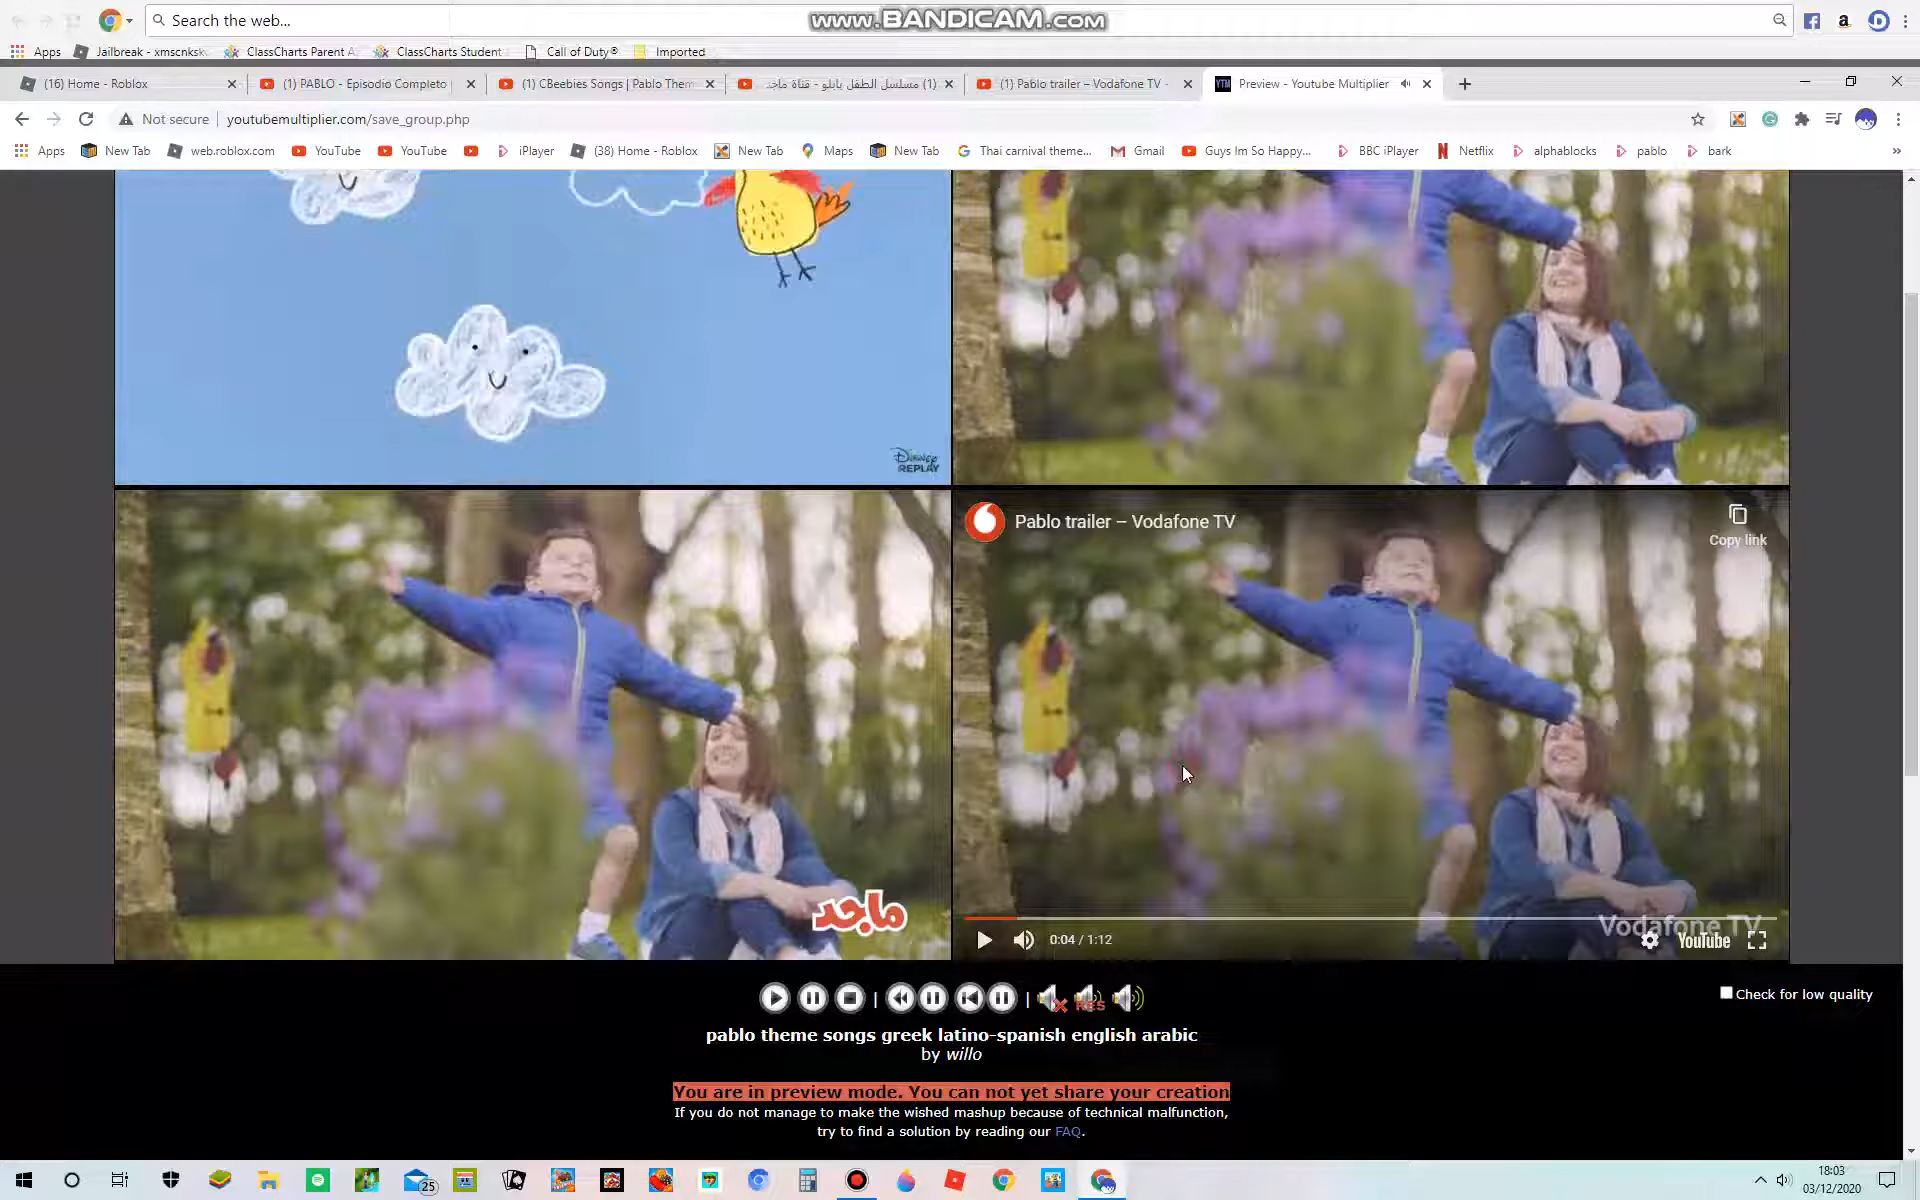 Search the web...
www.BANDICAM.com
Apps
Jailbreak - xmscnksk
ClassCharts Parent A
ClassCharts Student
Call of Duty®
Imported
(16) Home - Roblox
(1) PABLO - Episodio Completo
(1) CBeebies Songs | Pablo Them
(1) مسلسل الطفل بابلو - قناة ماجد
(1) Pablo trailer – Vodafone TV -
YTM
Preview - Youtube Multiplier
Not secure
youtubemultiplier.com/save_group.php
Apps
New Tab
web.roblox.com
YouTube
YouTube
iPlayer
(38) Home - Roblox
New Tab
Maps
New Tab
Thai carnival theme...
Gmail
Guys Im So Happy...
BBC iPlayer
Netflix
alphablocks
pablo
bark
Disney
REPLAY
Pablo trailer – Vodafone TV
Copy link
ماجد
Vodafone TV
0:04 / 1:12
YouTube
RES
Check for low quality
pablo theme songs greek latino-spanish english arabic
by willo
You are in preview mode. You can not yet share your creation
If you do not manage to make the wished mashup because of technical malfunction,
try to find a solution by reading our FAQ.
25
18:03
03/12/2020